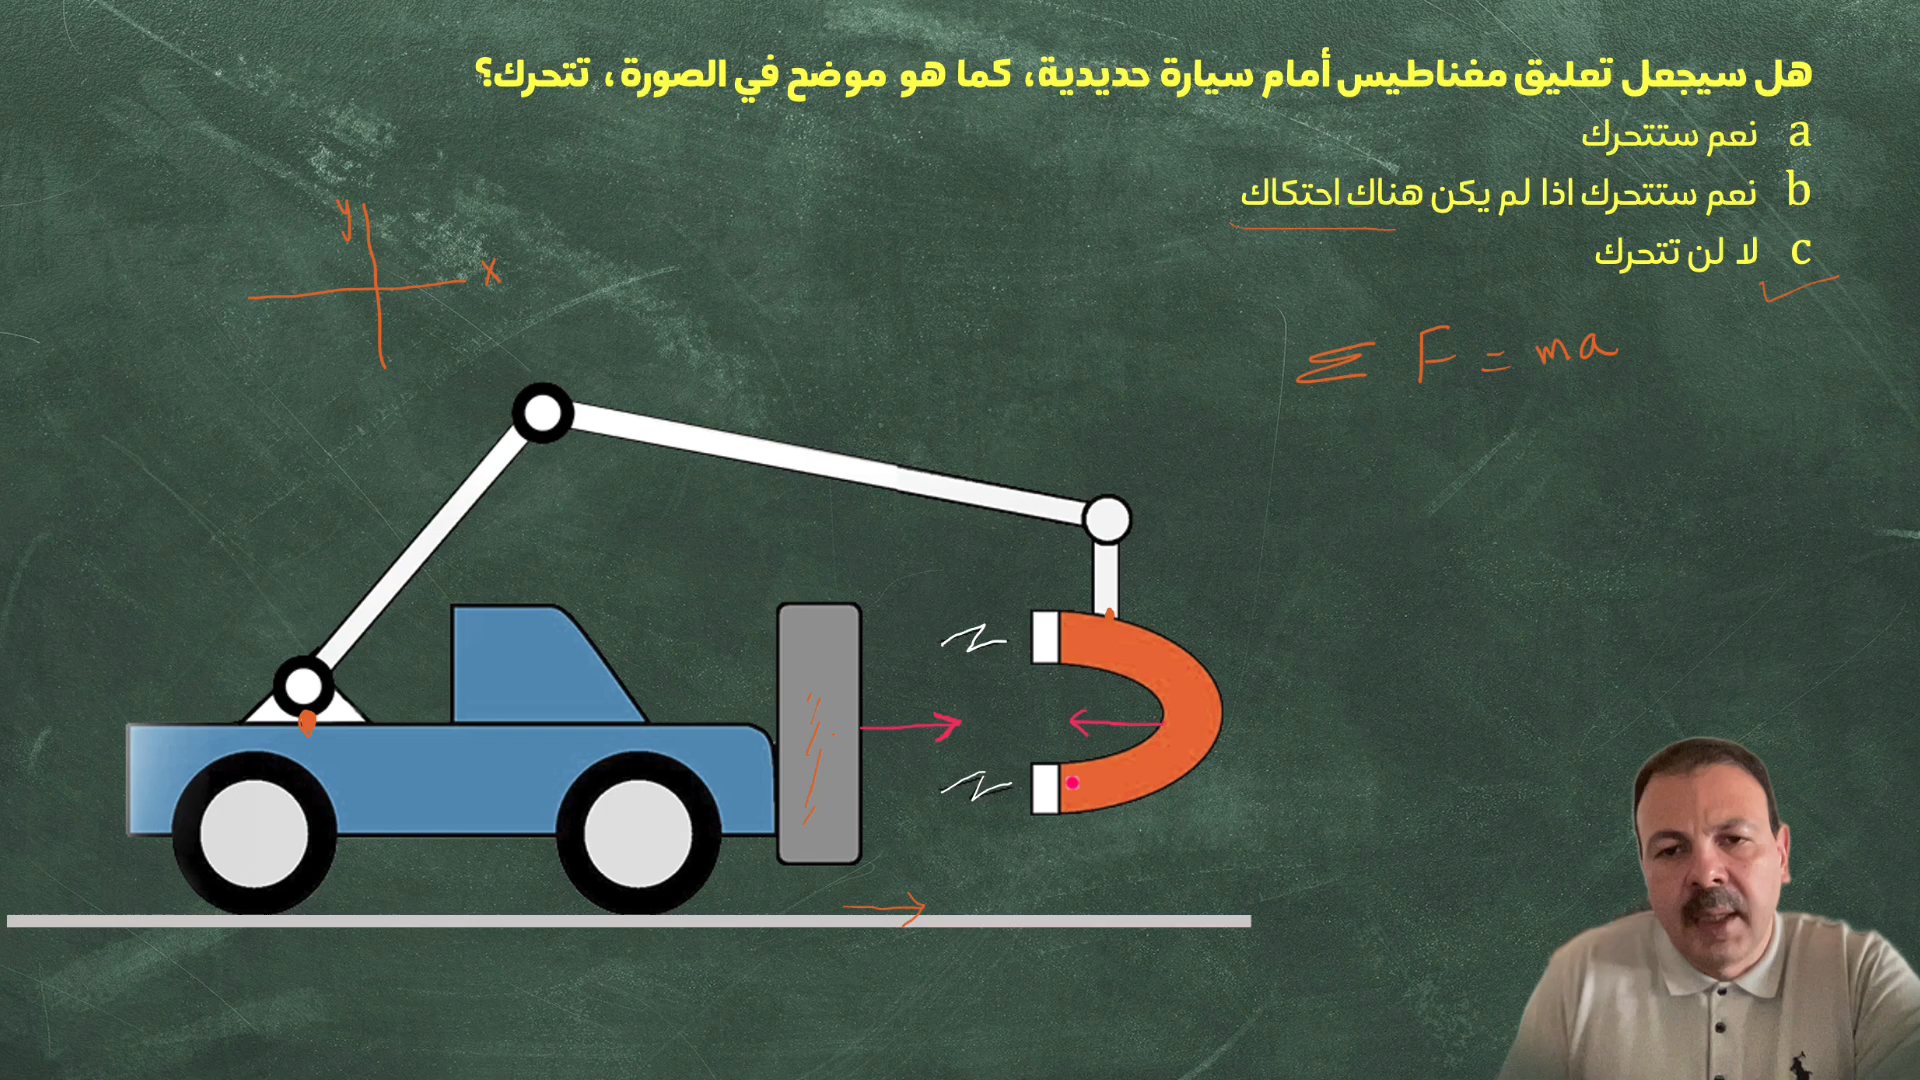 هل سيجعل تعليق مغناطيس أمام سيارة حديدية، كما هو موضح في الصورة ، تتحرك؟
a نعم ستتحرك
b نعم ستتحرك اذا لم يكن هناك احتكاك
c لا لن تتحرك
y
x
Σ F = ma